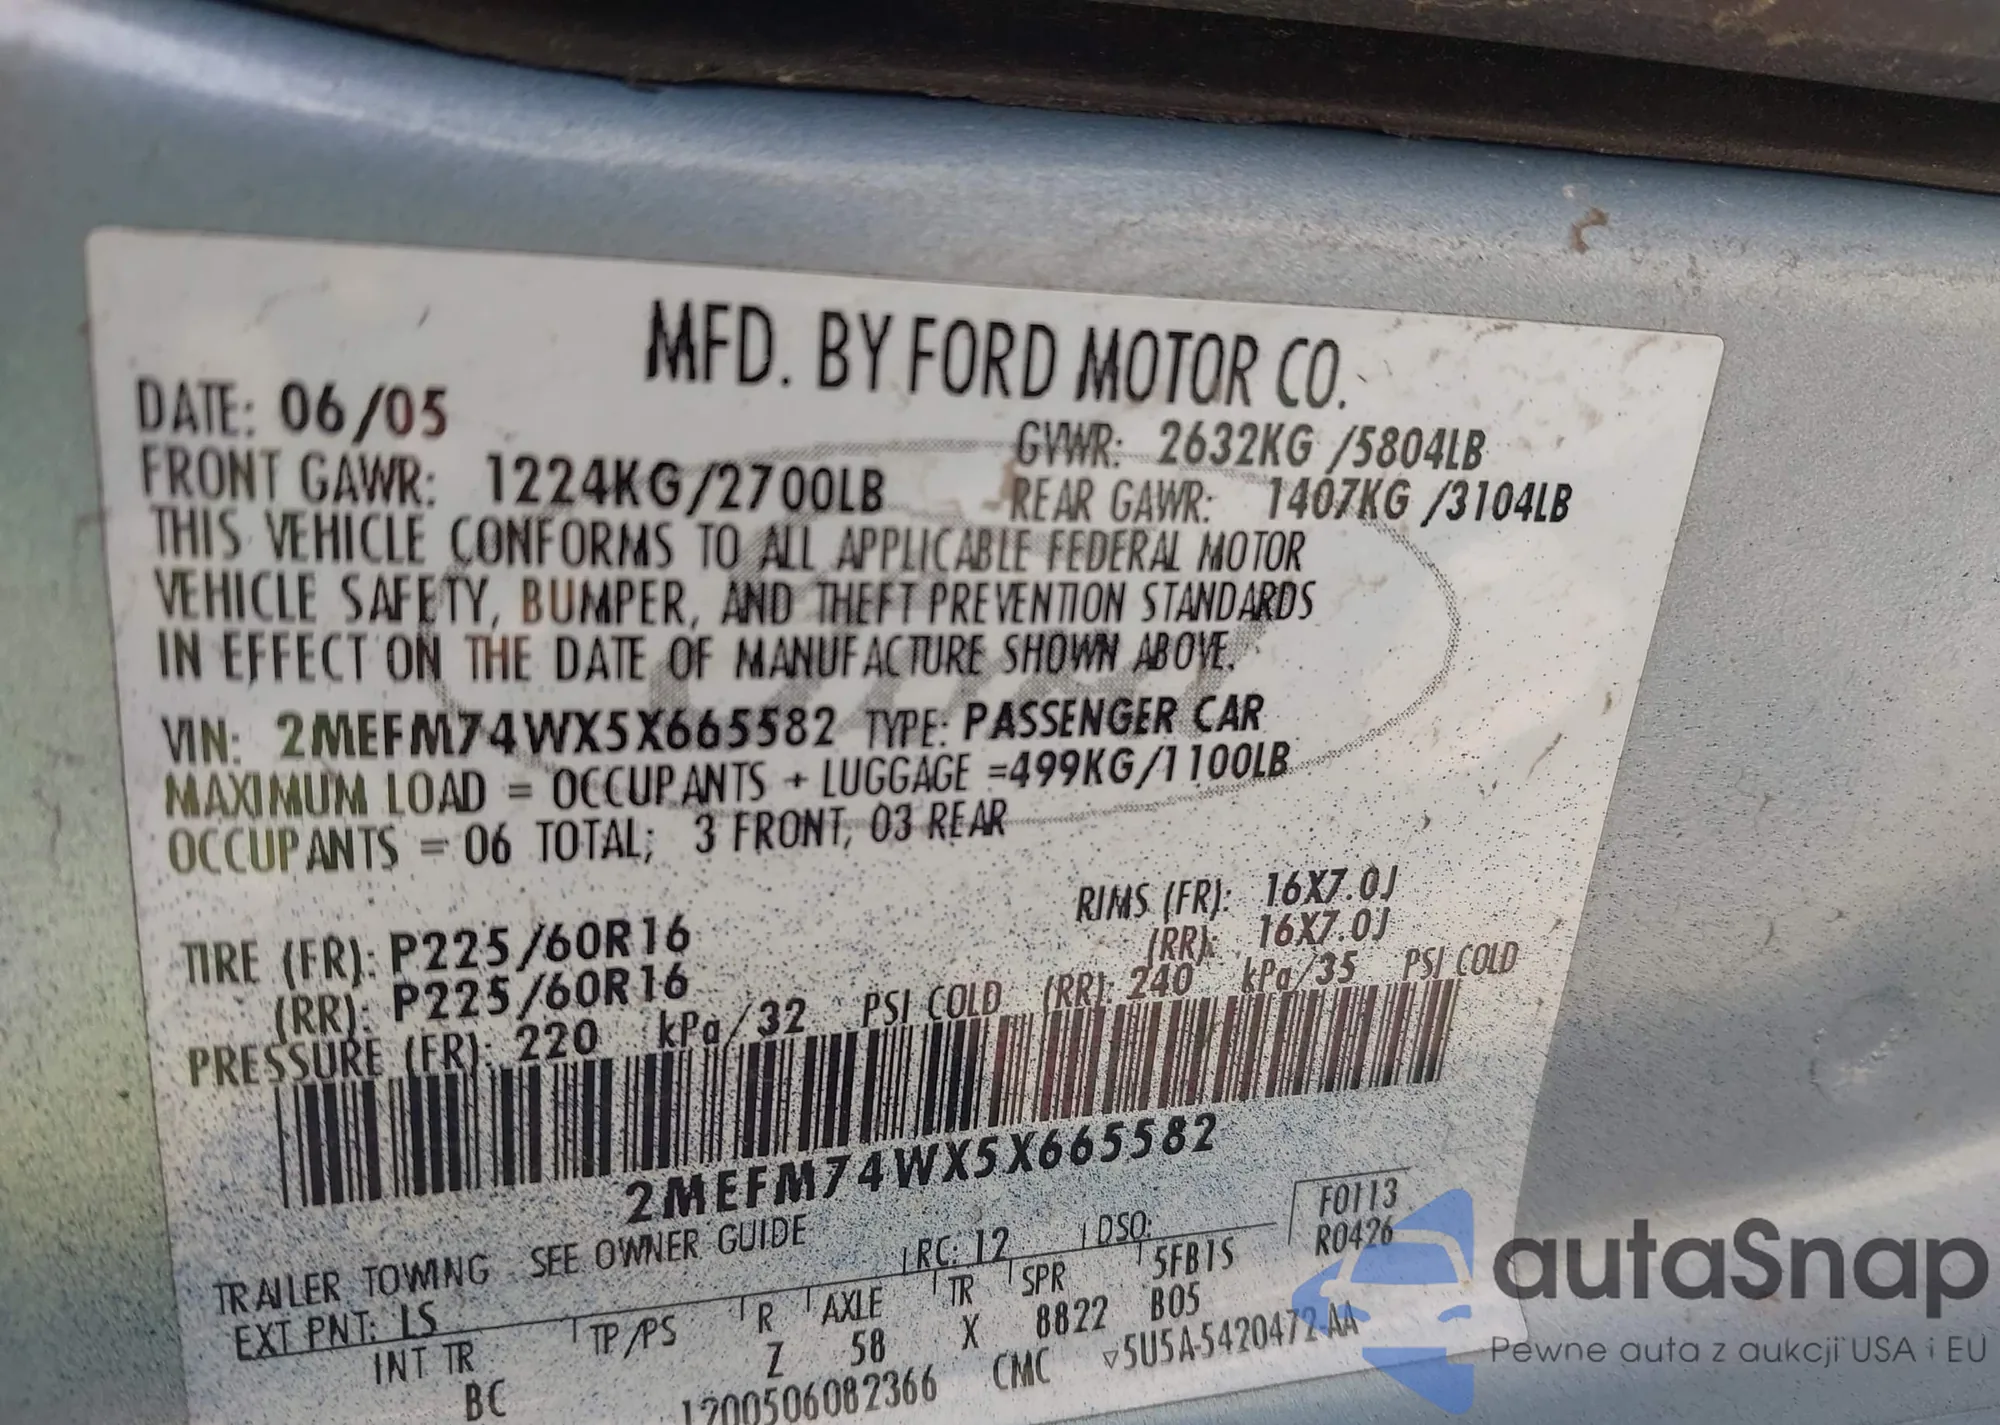 MFD. BY FORD MOTOR CO.
DATE: 06/05
GVWR: 2632KG /5804LB
FRONT GAWR: 1224KG/2700LB
REAR GAWR: 1407KG /3104LB
THIS VEHICLE CONFORMS TO ALL APPLICABLE FEDERAL MOTOR
VEHICLE SAFETY, BUMPER, AND THEFT PREVENTION STANDARDS
IN EFFECT ON THE DATE OF MANUFACTURE SHOWN ABOVE.
VIN: 2MEFM74WX5X665582 TYPE: PASSENGER CAR
MAXIMUM LOAD = OCCUPANTS + LUGGAGE =499KG/1100LB
OCCUPANTS = 06 TOTAL; 3 FRONT, 03 REAR
TIRE (FR): P225/60R16
RIMS (FR): 16X7.0J
(RR): P225/60R16
(RR): 16X7.0J
PRESSURE (FR): 220 kPa/32 PSI COLD (RR): 240 kPa/35 PSI COLD
2MEFM74WX5X665582
TRAILER TOWING SEE OWNER GUIDE
RC: 12 DSO: F0113
R0426
EXT PNT: LS 5FB1S
INT TR TP/PS R AXLE TR SPR
BC Z 58 X 8822 B05
1200506082366 CMC ▽5U5A-5420472-AA
autaSnap
Pewne auta z aukcji USA i EU